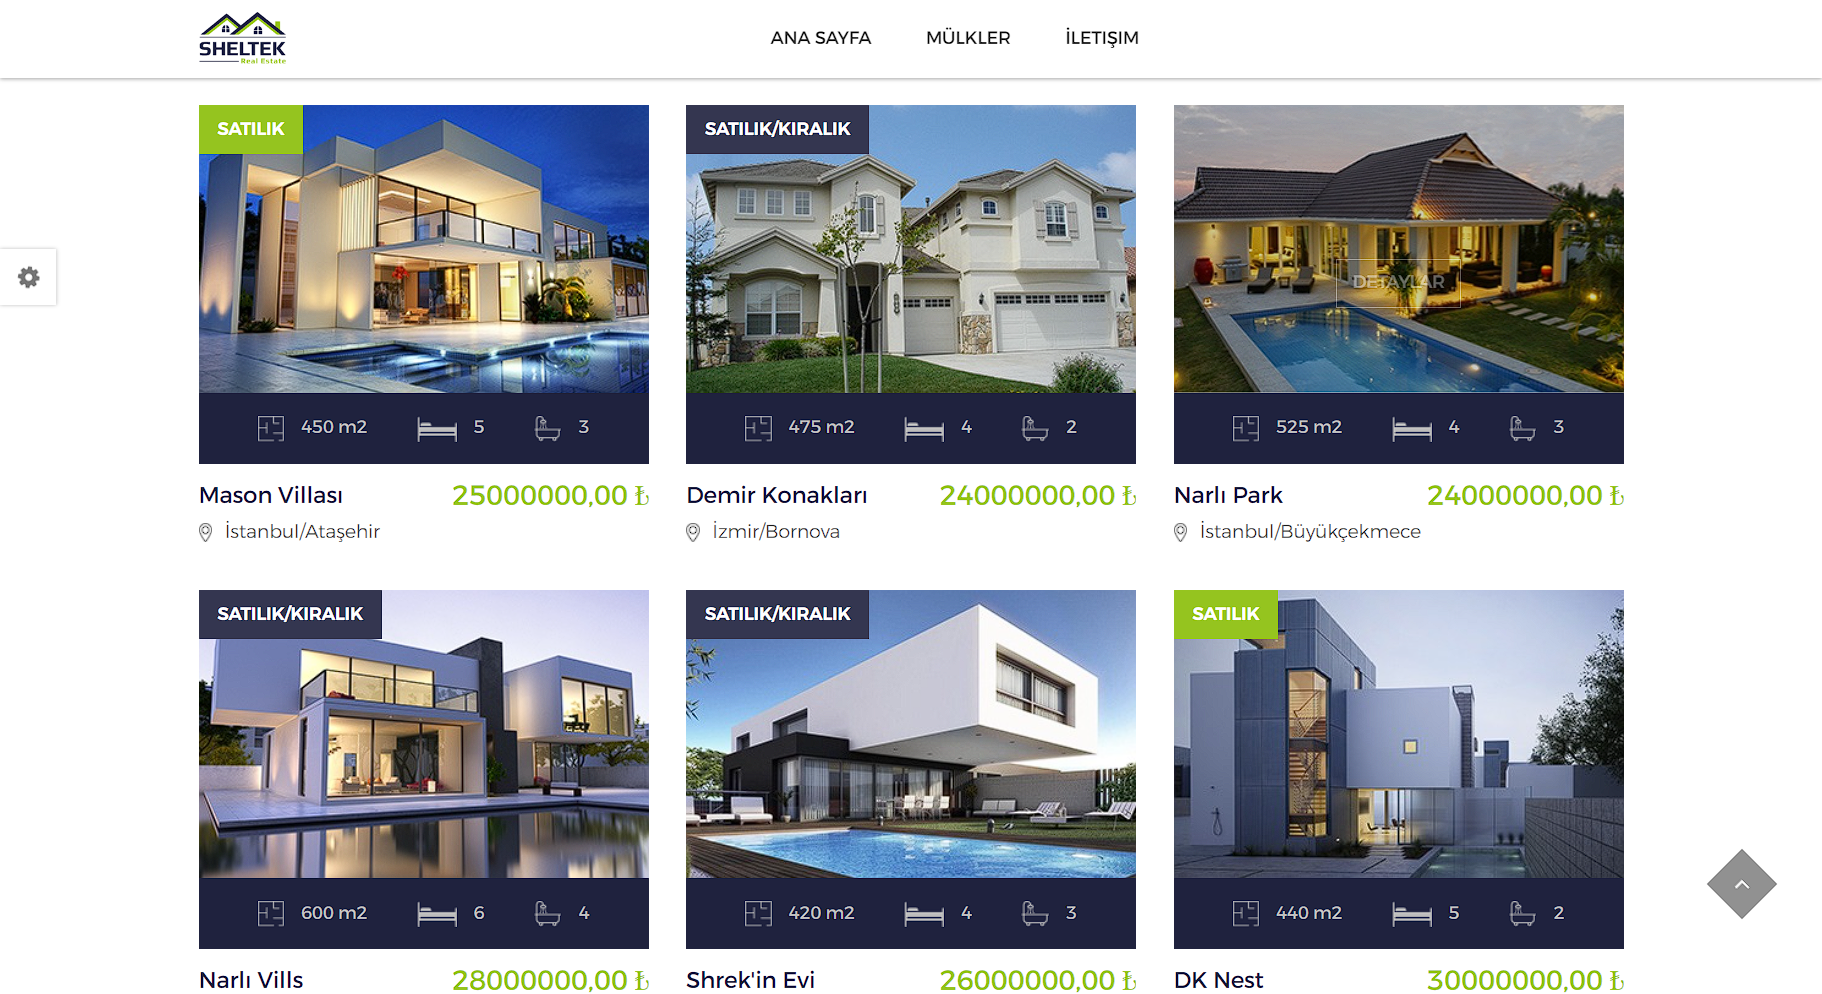 SHELTEK
Real Estate
ANA SAYFA
MÜLKLER
İLETIŞIM
SATILIK
450 m2
5
3
Mason Villası
25000000,00 ₺
İstanbul/Ataşehir
SATILIK/KIRALIK
475 m2
4
2
Demir Konakları
24000000,00 ₺
İzmir/Bornova
DETAYLAR
525 m2
4
3
Narlı Park
24000000,00 ₺
İstanbul/Büyükçekmece
SATILIK/KIRALIK
600 m2
6
4
Narlı Vills
28000000,00 ₺
SATILIK/KIRALIK
420 m2
4
3
Shrek'in Evi
26000000,00 ₺
SATILIK
440 m2
5
2
DK Nest
30000000,00 ₺